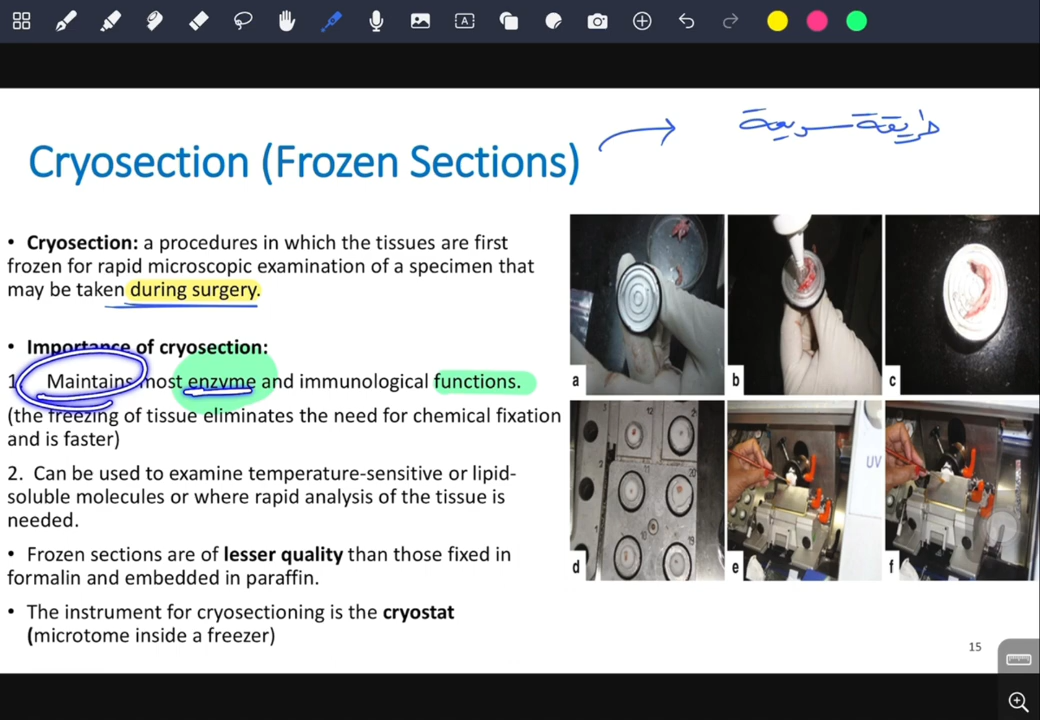 طريقة سريعة
Cryosection (Frozen Sections)
• Cryosection: a procedures in which the tissues are first
frozen for rapid microscopic examination of a specimen that
may be taken during surgery.
• Importance of cryosection:
1. Maintains most enzyme and immunological functions.
(the freezing of tissue eliminates the need for chemical fixation
and is faster)
2. Can be used to examine temperature-sensitive or lipid-
soluble molecules or where rapid analysis of the tissue is
needed.
• Frozen sections are of lesser quality than those fixed in
formalin and embedded in paraffin.
• The instrument for cryosectioning is the cryostat
(microtome inside a freezer)
a
b
c
d
e
f
UV
15